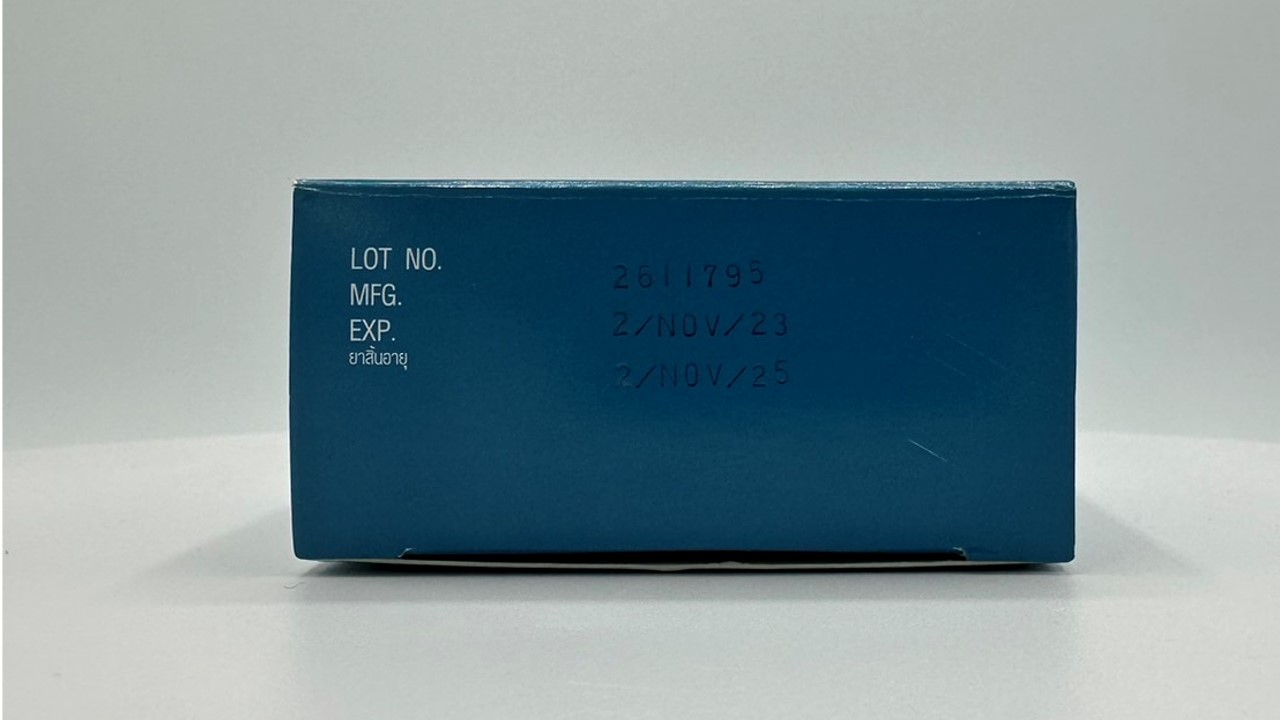 LOT NO. 2611795
MFG. 2/NOV/23
EXP. 2/NOV/25
ยาสิ้นอายุ